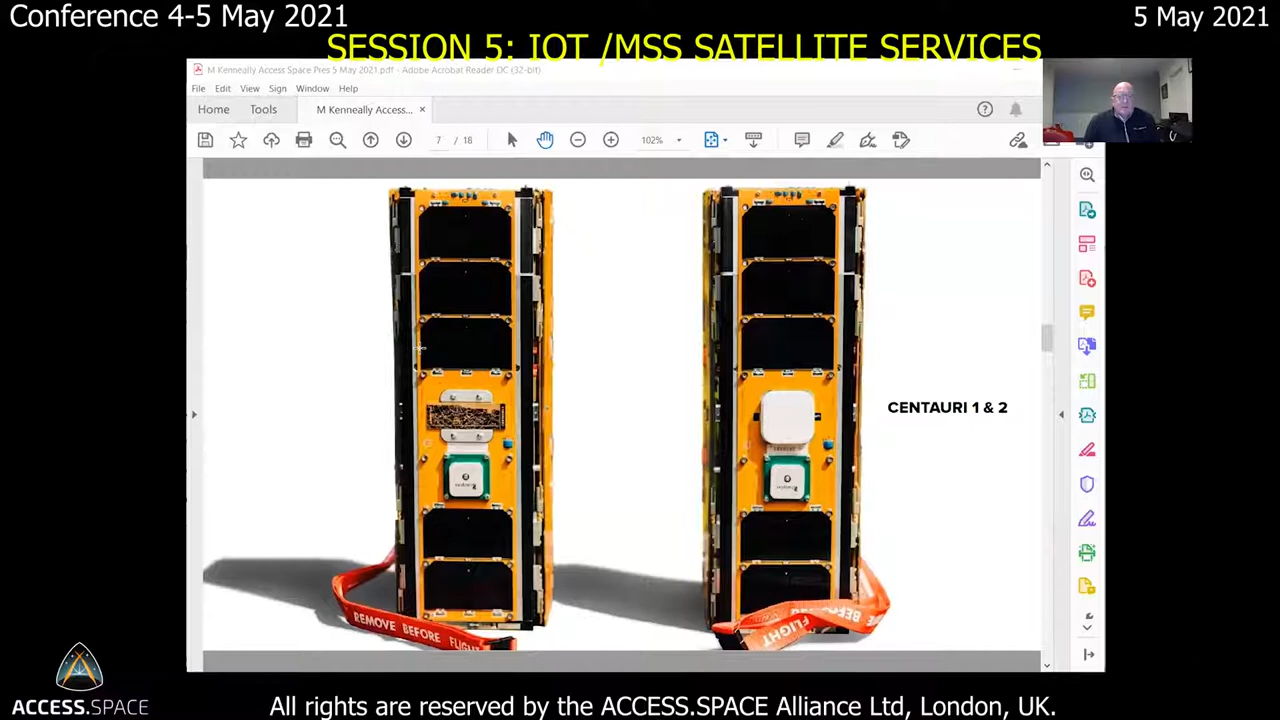 Conference 4-5 May 2021
5 May 2021
SESSION 5: IOT /MSS SATELLITE SERVICES
M Kenneally Access Space Pres 5 May 2021.pdf - Adobe Acrobat Reader DC (32-bit)
File Edit View Sign Window Help
Home Tools M Kenneally Access... ×
7 / 18 102%
CENTAURI 1 & 2
REMOVE BEFORE FLIGHT
BEFORE
FLIGHT
ACCESS.SPACE
All rights are reserved by the ACCESS.SPACE Alliance Ltd, London, UK.